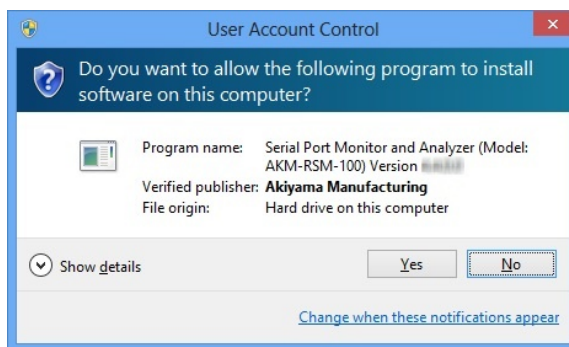 User Account Control
Do you want to allow the following program to install
software on this computer?
Program name: Serial Port Monitor and Analyzer (Model:
AKM-RSM-100) Version
Verified publisher: Akiyama Manufacturing
File origin: Hard drive on this computer
Show details
Yes
No
Change when these notifications appear